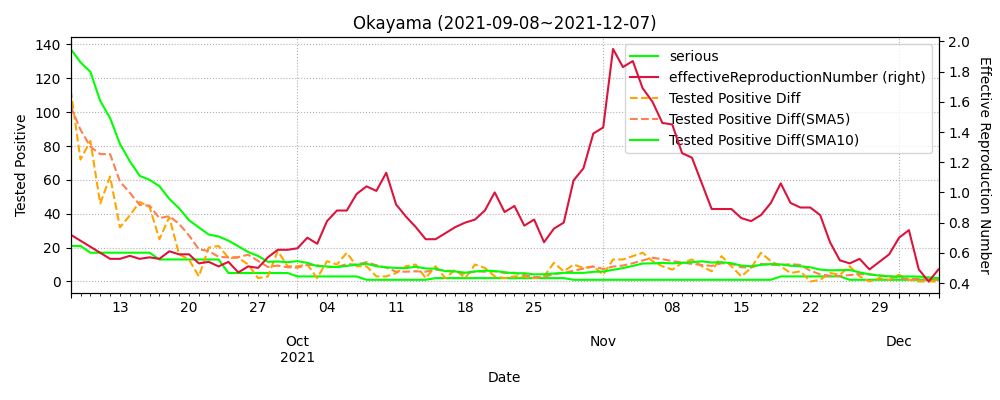 Okayama (2021-09-08~2021-12-07)
140
120
100
80
60
40
20
0
Tested Positive
2.0
1.8
1.6
1.4
1.2
1.0
0.8
0.6
0.4
Effective Reproduction Number
serious
effectiveReproductionNumber (right)
Tested Positive Diff
Tested Positive Diff(SMA5)
Tested Positive Diff(SMA10)
13 20 27 04 11 18 25 08 15 22 29
Oct Nov Dec
2021
Date